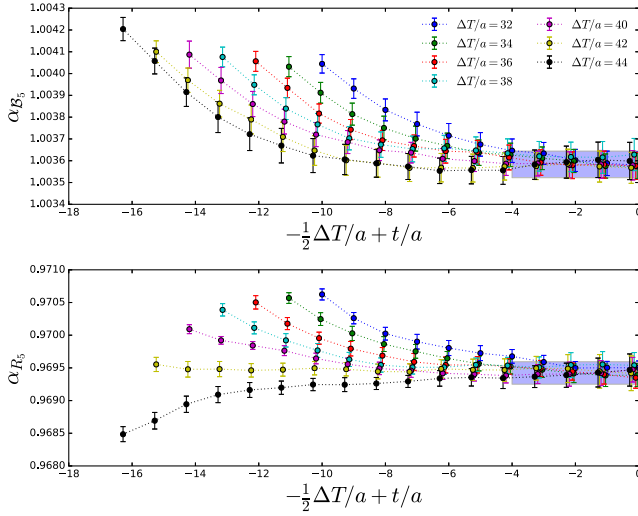 1.0043
1.0042
1.0041
1.0040
1.0039
1.0038
1.0037
1.0036
1.0035
1.0034
α_{𝓑_5}
ΔT/a = 32
ΔT/a = 34
ΔT/a = 36
ΔT/a = 38
ΔT/a = 40
ΔT/a = 42
ΔT/a = 44
−18 −16 −14 −12 −10 −8 −6 −4 −2 0
−½ΔT/a + t/a
0.9710
0.9705
0.9700
0.9695
0.9690
0.9685
0.9680
α_{R_5}
−18 −16 −14 −12 −10 −8 −6 −4 −2 0
−½ΔT/a + t/a